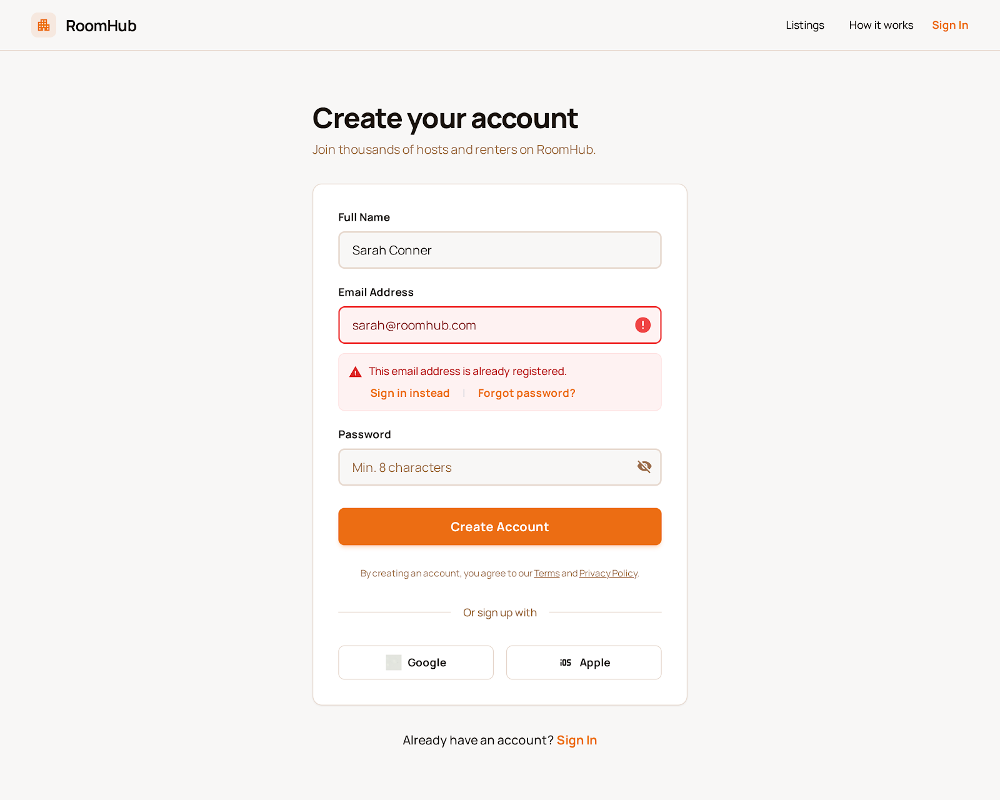 RoomHub
Listings
How it works
Sign In
Create your account
Join thousands of hosts and renters on RoomHub.
Full Name
Sarah Conner
Email Address
sarah@roomhub.com
This email address is already registered.
Sign in instead | Forgot password?
Password
Min. 8 characters
Create Account
By creating an account, you agree to our Terms and Privacy Policy.
Or sign up with
Google
iOS Apple
Already have an account? Sign In